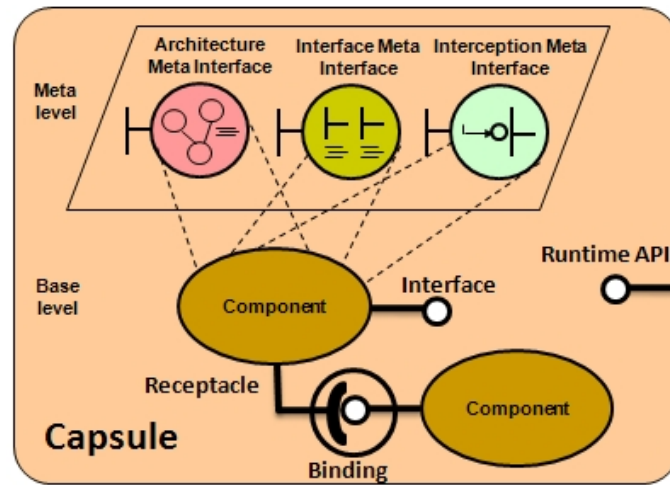 Architecture
Meta Interface
Interface Meta
Interface
Interception Meta
Interface
Meta
level
Base
level
Component
Interface
Runtime API
Receptacle
Component
Capsule
Binding